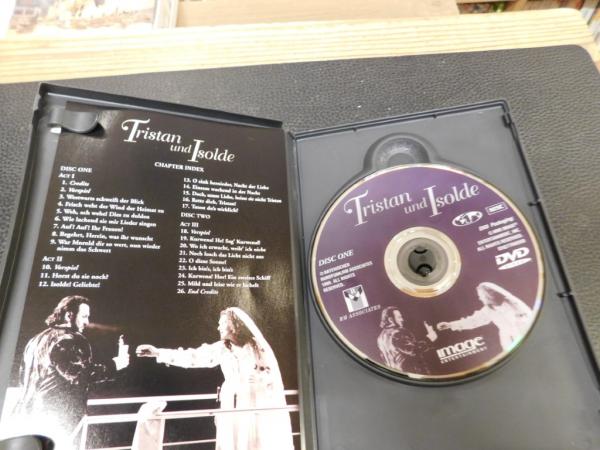 Tristan
und Isolde
CHAPTER INDEX
DISC ONE
ACT I
1. Credits
2. Vorspiel
3. Westwärts schweift der Blick
4. Frisch weht der Wind der Heimat zu
5. Weh, ach wehe! Dies zu dulden
6. Wie lachend sie mir Lieder singen
7. Auf! Auf! Ihr Frauen!
8. Begehrt, Herrin, was ihr wünscht
9. War Morold dir so wert, nun wieder
nimm das Schwert
ACT II
10. Vorspiel
11. Hörst du sie noch?
12. Isolde! Geliebte!
13. O sink hernieder, Nacht der Liebe
14. Einsam wachend in der Nacht
15. Doch, unsre Liebe, heisst sie nicht Tristan
16. Rette dich, Tristan!
17. Tatest du's wirklich?
DISC TWO
ACT III
18. Vorspiel
19. Kurwenal! He! Sag' Kurwenal!
20. Wo ich erwacht, weilt' ich nicht
21. Noch losch das Licht nicht aus
22. O diese Sonne!
23. Ich bin's, ich bin's
24. Kurwenal! Hör! Ein zweites Schiff
25. Mild und leise wie er lächelt
26. End Credits
Tristan
und Isolde
DISC ONE
RM ASSOCIATES
DVD
VIDEO
image
ENTERTAINMENT